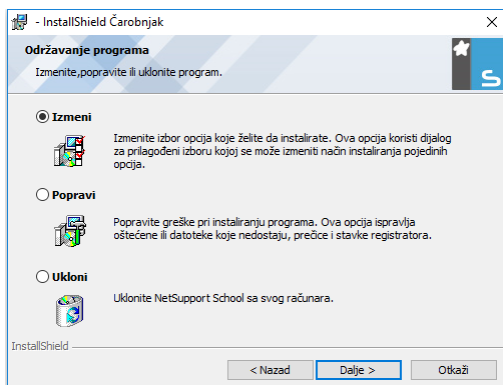 - InstallShield Čarobnjak
Održavanje programa
Izmenite,popravite ili uklonite program.
S
Izmeni
Izmenite izbor opcija koje želite da instalirate. Ova opcija koristi dijalog
za prilagođeni izboru kojoj se može izmeniti način instaliranja pojedinih
opcija.
Popravi
Popravite greške pri instaliranju programa. Ova opcija ispravlja
oštećene ili datoteke koje nedostaju, prečice i stavke registratora.
Ukloni
Uklonite NetSupport School sa svog računara.
InstallShield
< Nazad
Dalje >
Otkaži